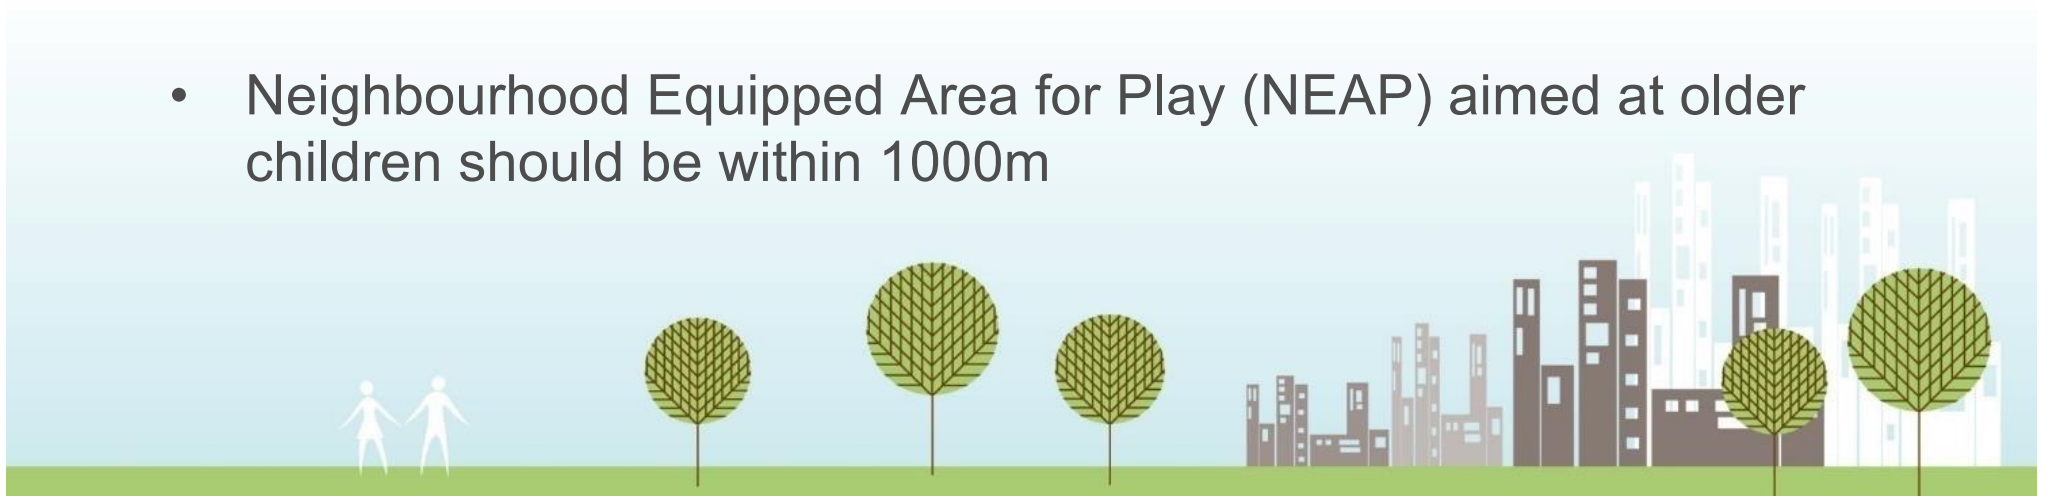 • Neighbourhood Equipped Area for Play (NEAP) aimed at older
children should be within 1000m